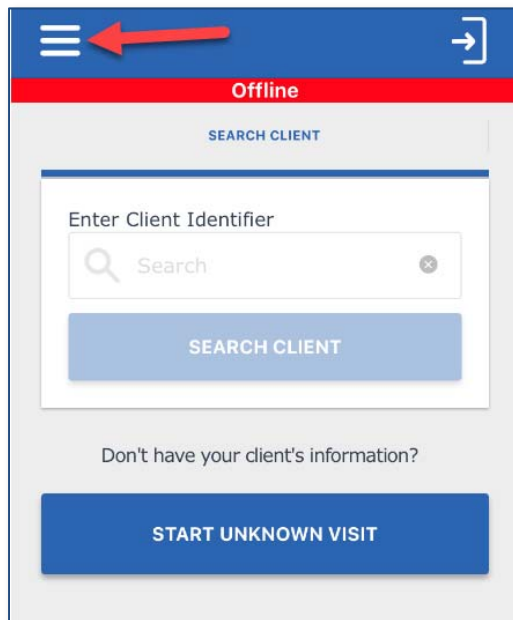 Offline
SEARCH CLIENT
Enter Client Identifier
Search
SEARCH CLIENT
Don't have your client's information?
START UNKNOWN VISIT